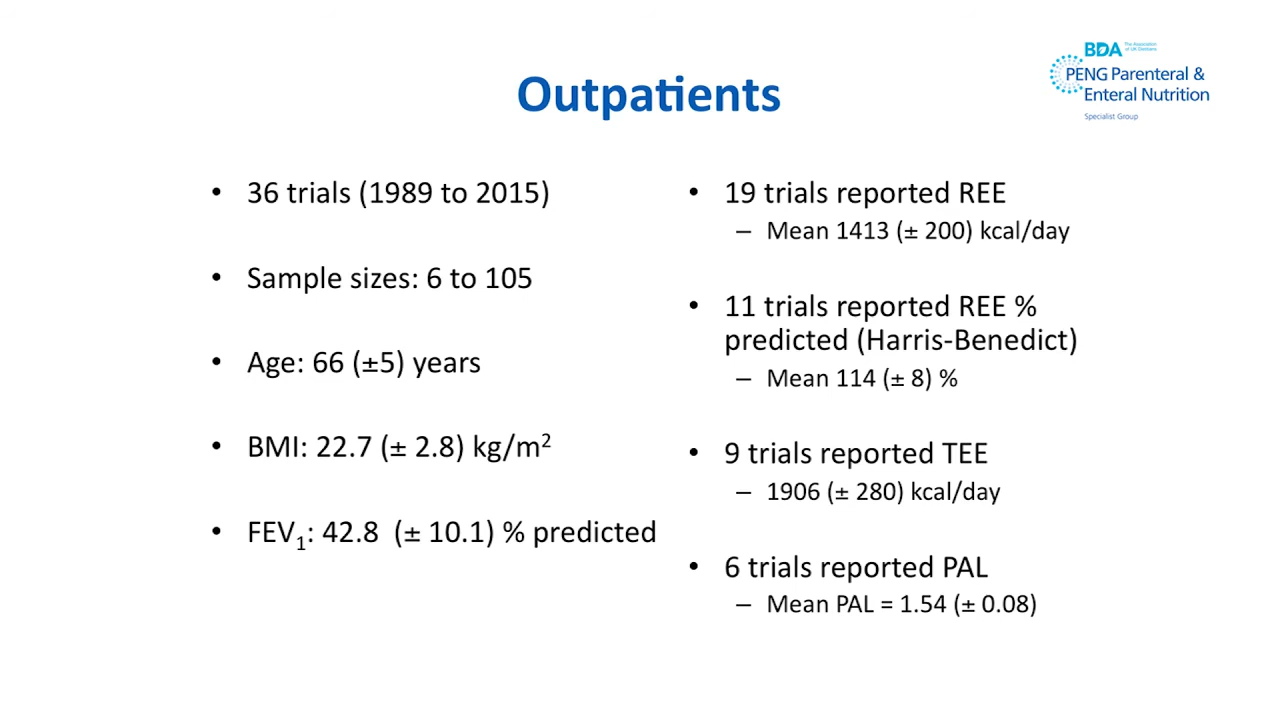 BDA The Association of UK Dietitians
PENG Parenteral &
Enteral Nutrition
Specialist Group
Outpatients
• 36 trials (1989 to 2015)
• Sample sizes: 6 to 105
• Age: 66 (±5) years
• BMI: 22.7 (± 2.8) kg/m²
• FEV₁: 42.8 (± 10.1) % predicted
• 19 trials reported REE
– Mean 1413 (± 200) kcal/day
• 11 trials reported REE %
predicted (Harris-Benedict)
– Mean 114 (± 8) %
• 9 trials reported TEE
– 1906 (± 280) kcal/day
• 6 trials reported PAL
– Mean PAL = 1.54 (± 0.08)